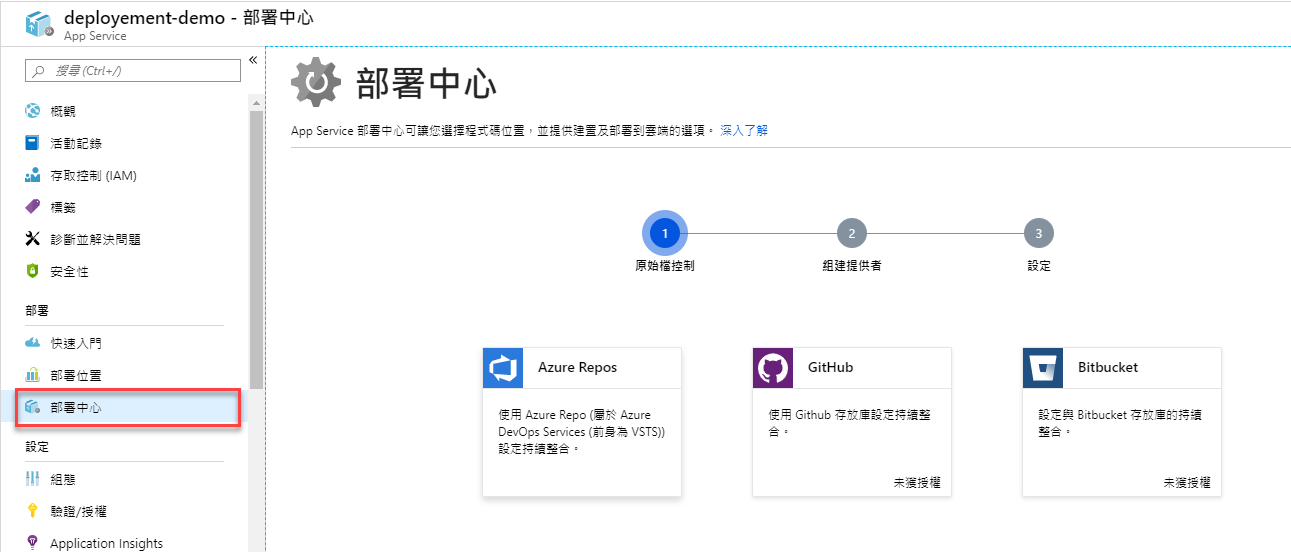 deployement-demo - 部署中心
App Service
搜尋 (Ctrl+/)
«
概觀
活動記錄
存取控制 (IAM)
標籤
診斷並解決問題
安全性
部署
快速入門
部署位置
部署中心
設定
組態
驗證/授權
Application Insights
部署中心
App Service 部署中心可讓您選擇程式碼位置，並提供建置及部署到雲端的選項。 深入了解
1
2
3
原始檔控制
組建提供者
設定
Azure Repos
使用 Azure Repo (屬於 Azure
DevOps Services (前身為 VSTS))
設定持續整合。
GitHub
使用 Github 存放庫設定持續整
合。
未獲授權
Bitbucket
設定與 Bitbucket 存放庫的持續
整合。
未獲授權